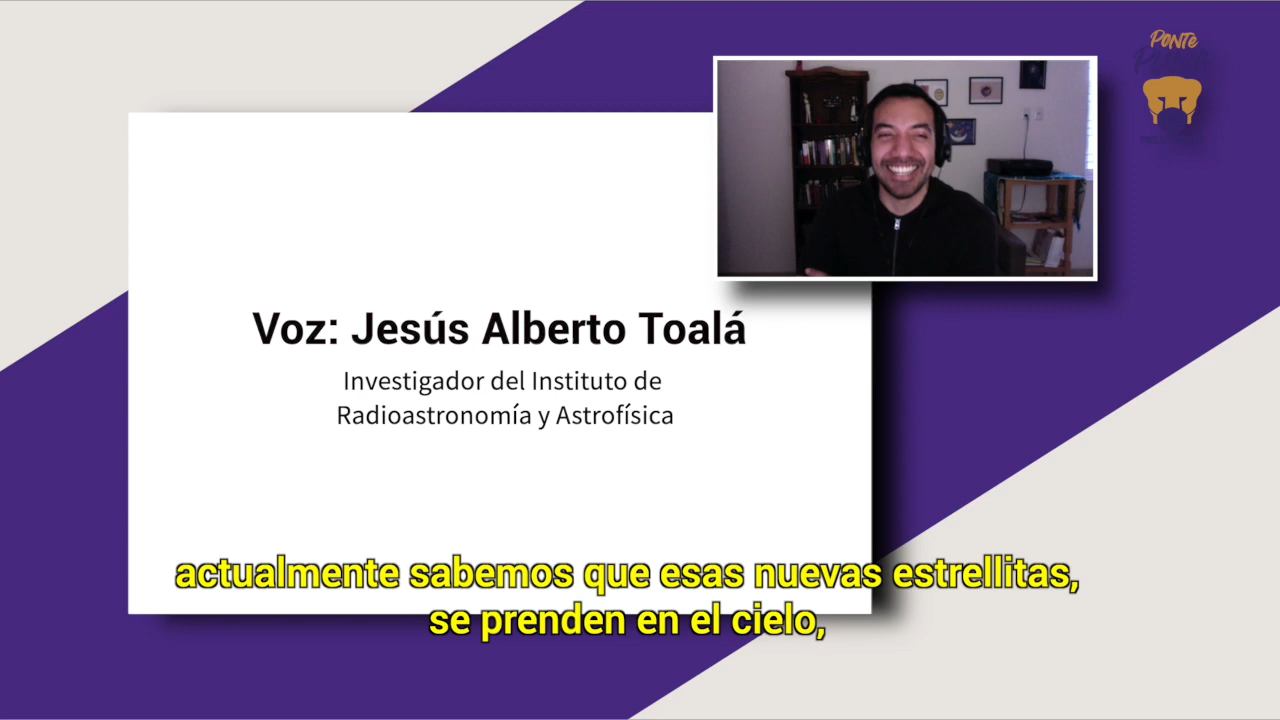 PONTE
Voz: Jesús Alberto Toalá
Investigador del Instituto de
Radioastronomía y Astrofísica
actualmente sabemos que esas nuevas estrellitas,
se prenden en el cielo,